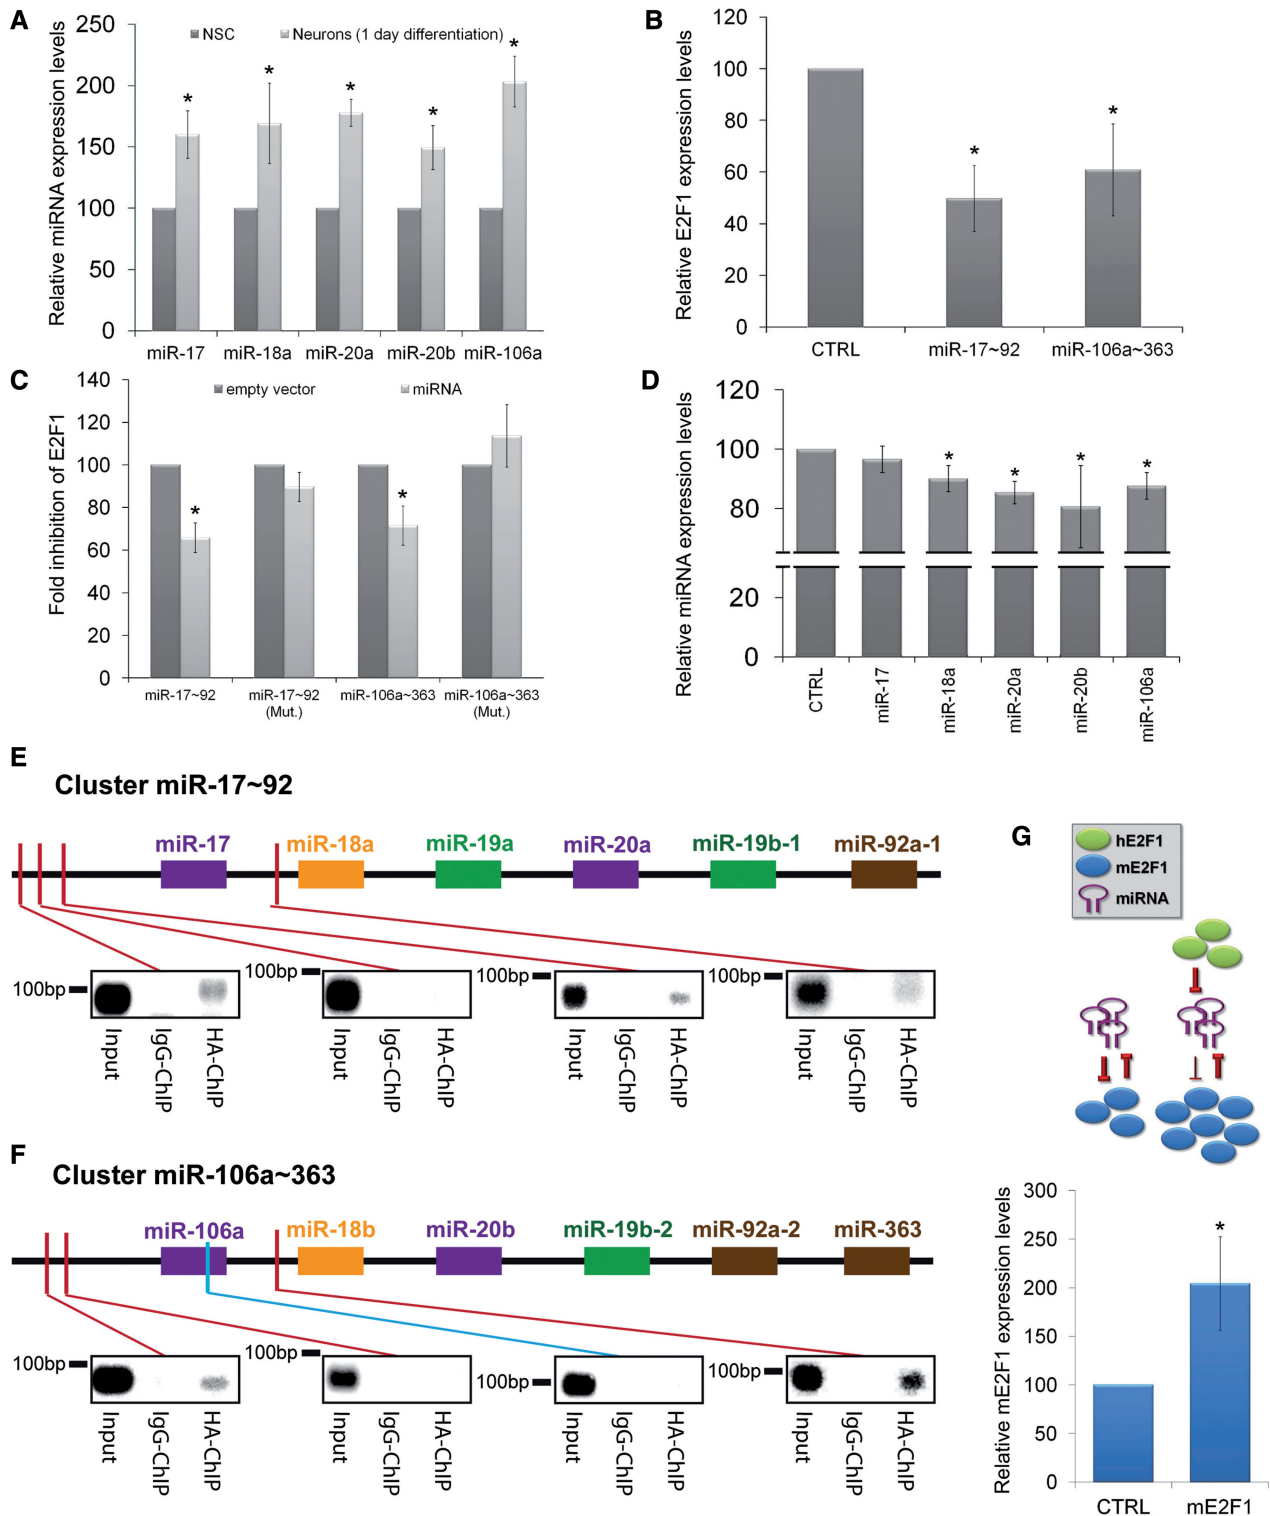 A
Relative miRNA expression levels
250
200
150
100
50
0
NSC
Neurons (1 day differentiation)
*
*
*
*
*
miR-17
miR-18a
miR-20a
miR-20b
miR-106a
B
Relative E2F1 expression levels
120
100
80
60
40
20
0
*
*
CTRL
miR-17~92
miR-106a~363
C
Fold inhibition of E2F1
140
120
100
80
60
40
20
0
empty vector
miRNA
*
*
miR-17~92
miR-17~92
(Mut.)
miR-106a~363
miR-106a~363
(Mut.)
D
Relative miRNA expression levels
120
100
80
20
0
*
*
*
*
CTRL
miR-17
miR-18a
miR-20a
miR-20b
miR-106a
E
Cluster miR-17~92
miR-17
miR-18a
miR-19a
miR-20a
miR-19b-1
miR-92a-1
100bp
100bp
100bp
100bp
Input
IgG-ChIP
HA-ChIP
Input
IgG-ChIP
HA-ChIP
Input
IgG-ChIP
HA-ChIP
Input
IgG-ChIP
HA-ChIP
F
Cluster miR-106a~363
miR-106a
miR-18b
miR-20b
miR-19b-2
miR-92a-2
miR-363
100bp
100bp
100bp
100bp
Input
IgG-ChIP
HA-ChIP
Input
IgG-ChIP
HA-ChIP
Input
IgG-ChIP
HA-ChIP
Input
IgG-ChIP
HA-ChIP
G
hE2F1
mE2F1
miRNA
Relative mE2F1 expression levels
300
250
200
150
100
50
0
*
CTRL
mE2F1